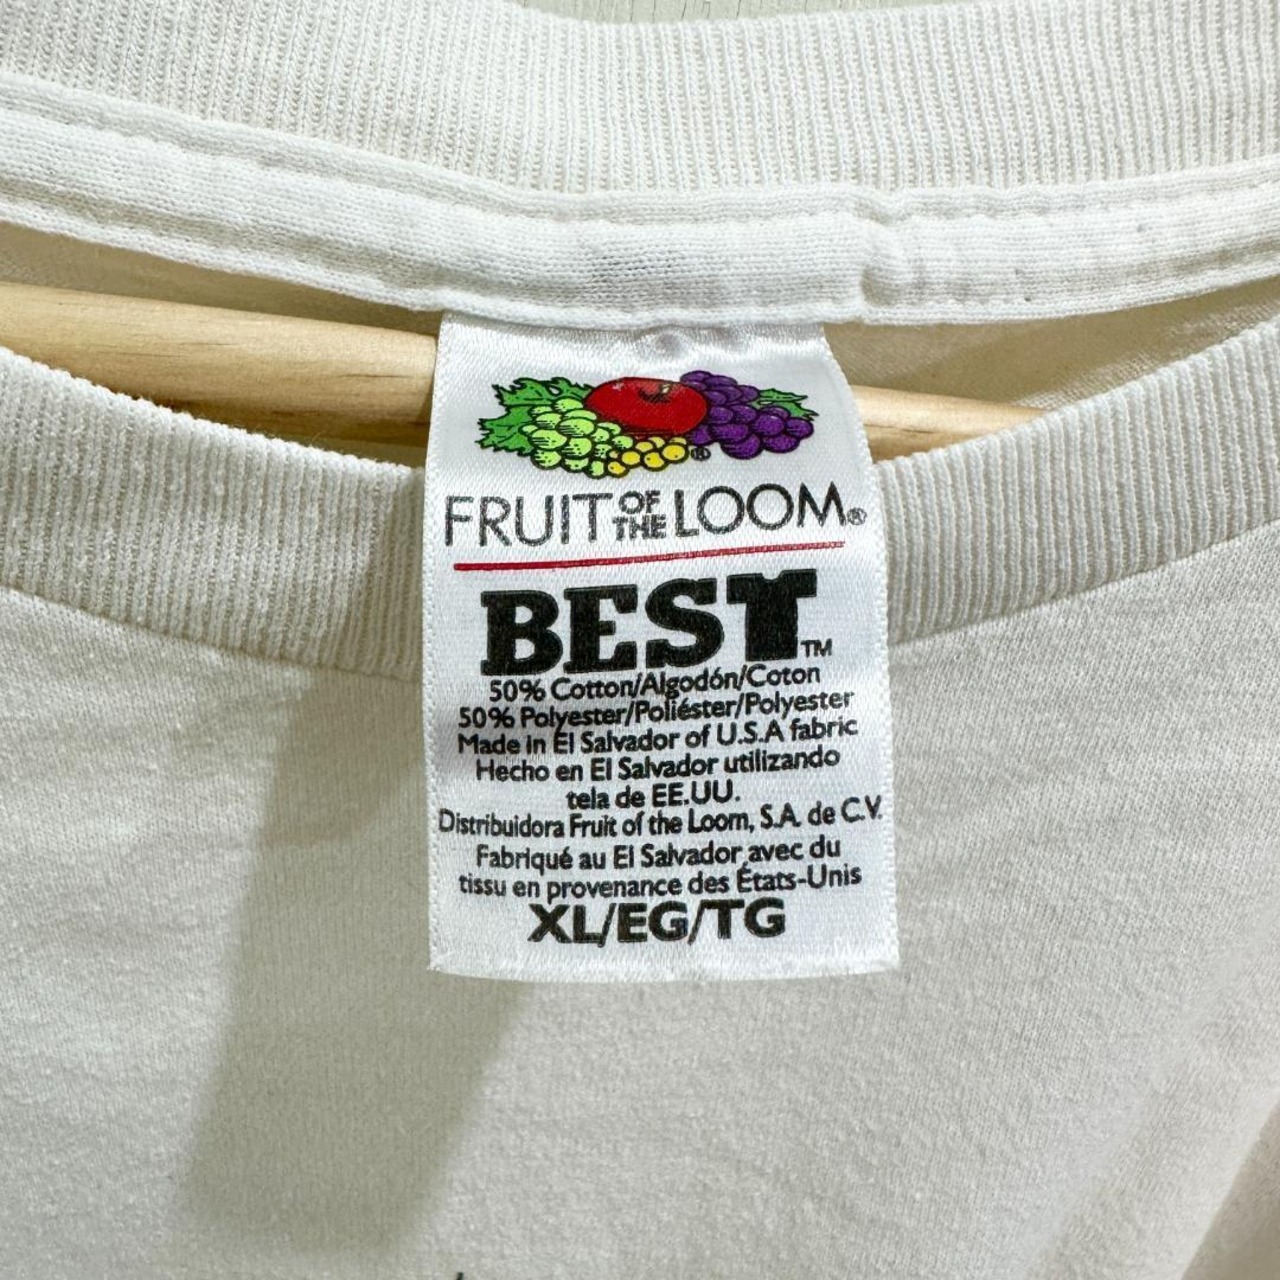 ®
FRUIT OF THE LOOM®
BEST™
50% Cotton/Algodón/Coton
50% Polyester/Poliéster/Polyester
Made in El Salvador of U.S.A fabric
Hecho en El Salvador utilizando
tela de EE.UU.
Distribuidora Fruit of the Loom, S.A. de C.V.
Fabriqué au El Salvador avec du
tissu en provenance des États-Unis
XL/EG/TG